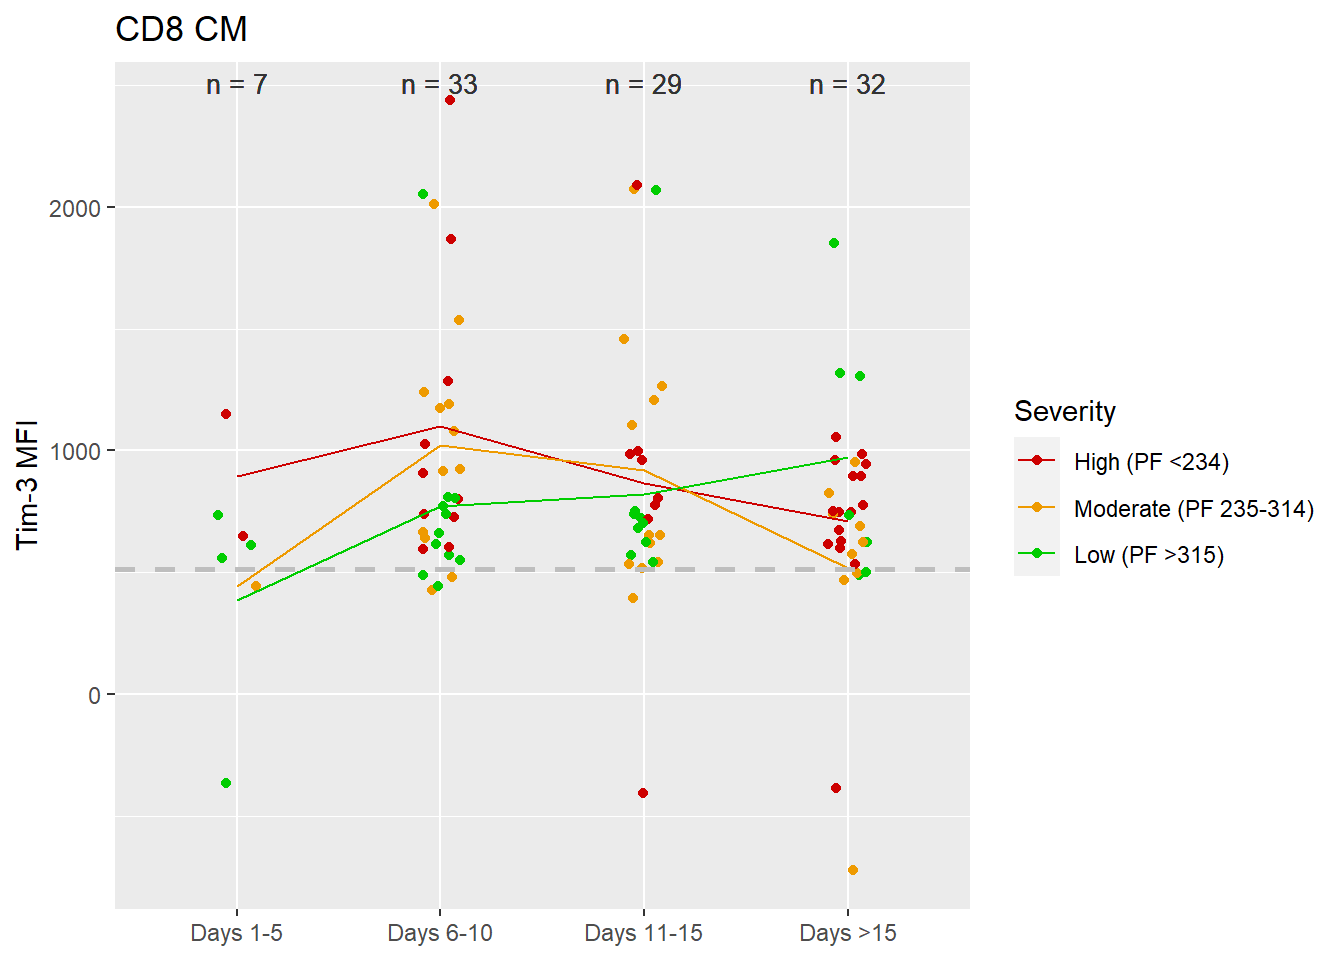 CD8 CM
n = 7
n = 33
n = 29
n = 32
2000
1000
0
Tim-3 MFI
Days 1-5
Days 6-10
Days 11-15
Days >15
Severity
High (PF <234)
Moderate (PF 235-314)
Low (PF >315)